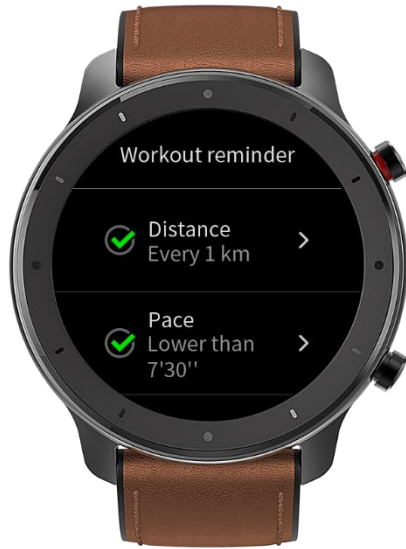 Workout reminder
Distance
Every 1 km
Pace
Lower than
7'30''